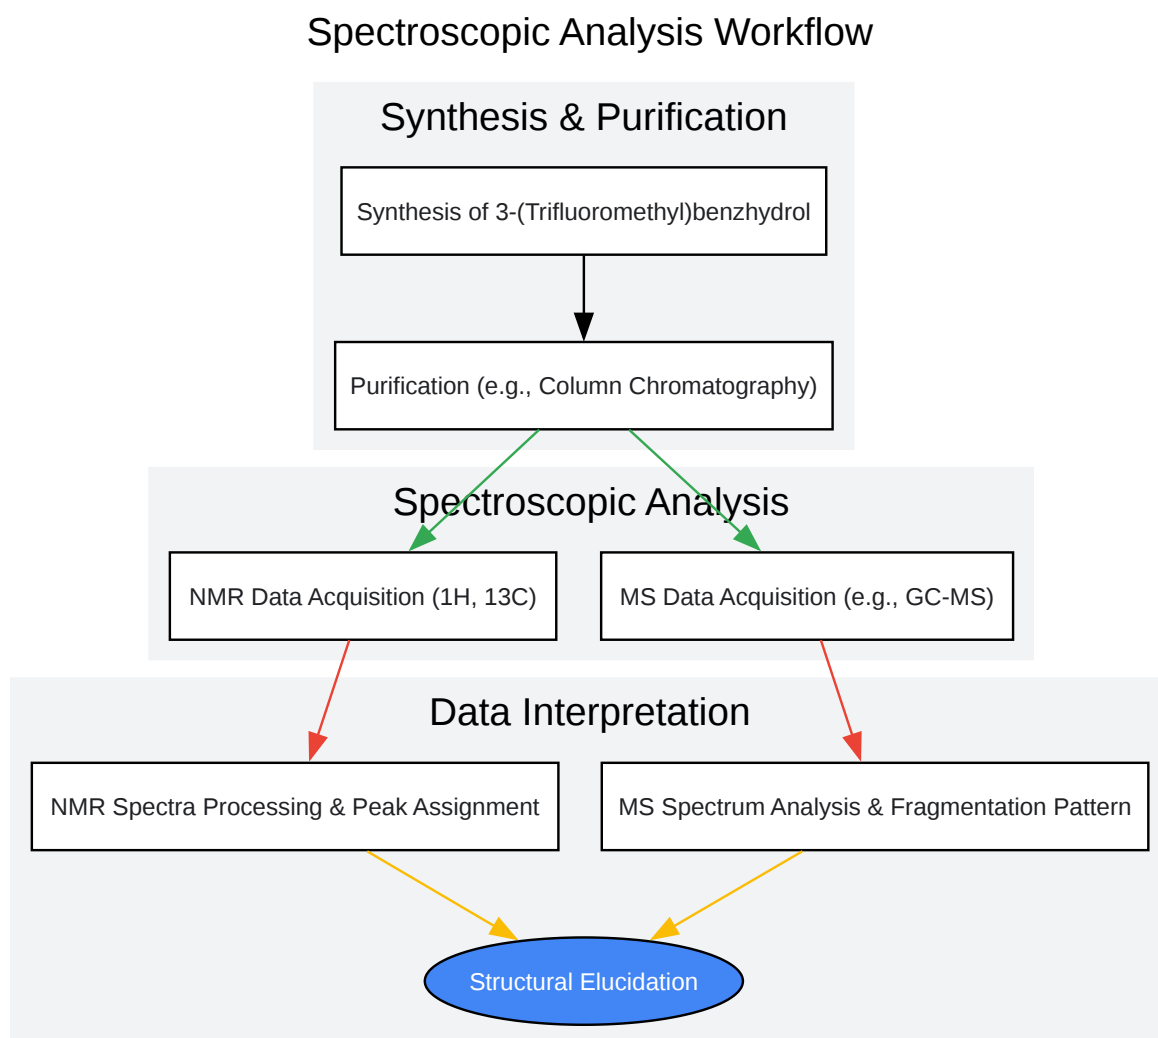 Spectroscopic Analysis Workflow
Synthesis & Purification
Synthesis of 3-(Trifluoromethyl)benzhydrol
Purification (e.g., Column Chromatography)
Spectroscopic Analysis
NMR Data Acquisition (1H, 13C)
MS Data Acquisition (e.g., GC-MS)
Data Interpretation
NMR Spectra Processing & Peak Assignment
MS Spectrum Analysis & Fragmentation Pattern
Structural Elucidation